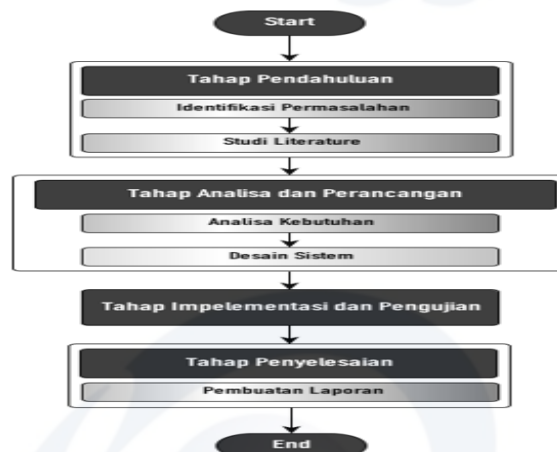 Start
Tahap Pendahuluan
Identifikasi Permasalahan
Studi Literature
Tahap Analisa dan Perancangan
Analisa Kebutuhan
Desain Sistem
Tahap Impelementasi dan Pengujian
Tahap Penyelesaian
Pembuatan Laporan
End